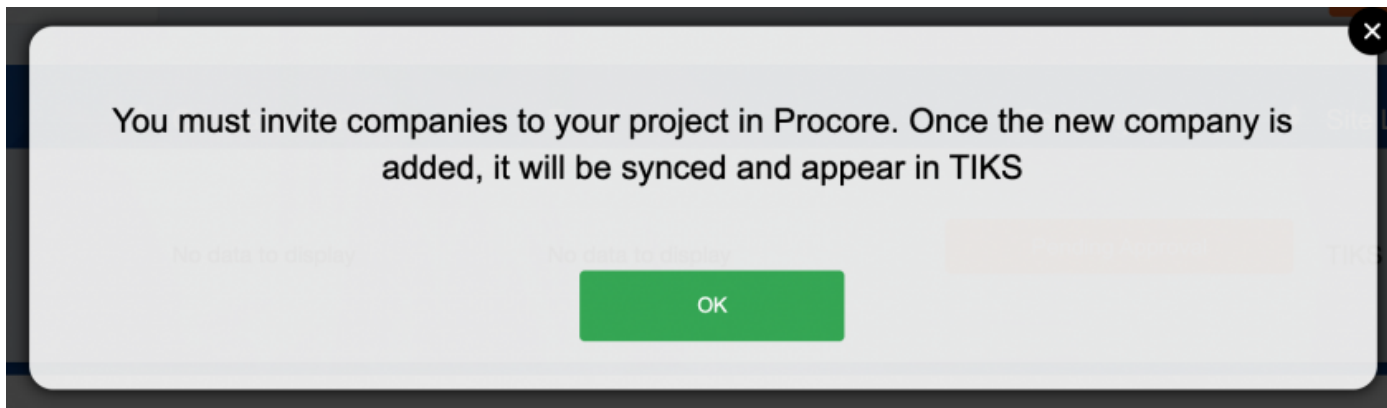 You must invite companies to your project in Procore. Once the new company is
added, it will be synced and appear in TIKS
No data to display
No data to display
TIKS
OK